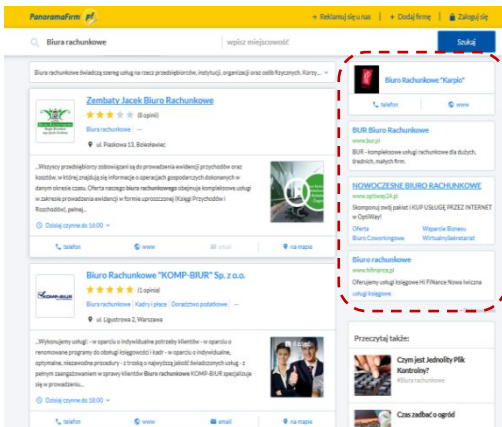 PanoramaFirm pf.
+ Reklamuj się u nas
+ Dodaj firmę
Zaloguj się
Biura rachunkowe
wpisz miejscowość
Szukaj
Biura rachunkowe świadczą szereg usług na rzecz przedsiębiorców, instytucji, organizacji oraz osób fizycznych. Korzy...
Zembaty Jacek Biuro Rachunkowe
(8 opinii)
Biura rachunkowe
ul. Piaskowa 13, Bolesławiec
...Wszyscy przedsiębiorcy zobowiązani są do prowadzenia ewidencji przychodów oraz
kosztów, w której znajdują się informacje o operacjach gospodarczych dokonanych w
danym okresie czasu. Oferta naszego biura rachunkowego obejmuje kompleksowe usługi
w zakresie prowadzenia ewidencji w formie uproszczonej (Księgi Przychodów i
Rozchodów), pełnej...
Dzisiaj czynne do 18:00
telefon
www
email
na mapie
Biuro Rachunkowe "KOMP-BIUR" Sp. z o.o.
KOMP-BIUR
(1 opinia)
Biura rachunkowe | Kadry i płace | Doradztwo podatkowe
ul. Ligustrowa 2, Warszawa
...Wykonujemy usługi: - w oparciu o indywidualne potrzeby klientów - w oparciu o
renomowane programy do obsługi księgowości i kadr - w oparciu o indywidualne,
optymalne, niezawodne procedury - z troską o najwyższą jakość świadczonych usług - z
pełnym zaangażowaniem w sprawy klientów Biuro rachunkowe KOMP-BIUR specjalizuje
się w prowadzeniu...
Dzisiaj czynne do 18:00
telefon
www
email
na mapie
Biuro Rachunkowe "Karpio"
telefon
www
BUR Biuro Rachunkowe
www.bur.pl
BUR - kompleksowe usługi rachunkowe dla dużych,
średnich, małych firm.
NOWOCZESNE BIURO RACHUNKOWE
www.optiway24.pl
Skomponuj swój pakiet i KUP USŁUGĘ PRZEZ INTERNET
w OptiWay!
Oferta
Wsparcie Biznesu
Biuro Coworkingowe
Wirtualny Sekretariat
Biuro rachunkowe
www.hifinance.pl
Oferujemy usługi księgowe Hi FiNance Nowa Iwiczna
usługi księgowe
Przeczytaj także:
Czym jest Jednolity Plik
Kontrolny?
#Biura rachunkowe
Czas zadbać o ogród